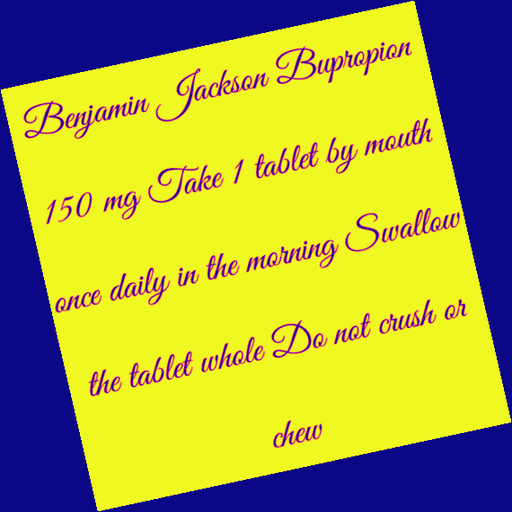 Benjamin Jackson Bupropion
150 mg Take 1 tablet by mouth
once daily in the morning Swallow
the tablet whole Do not crush or
chew